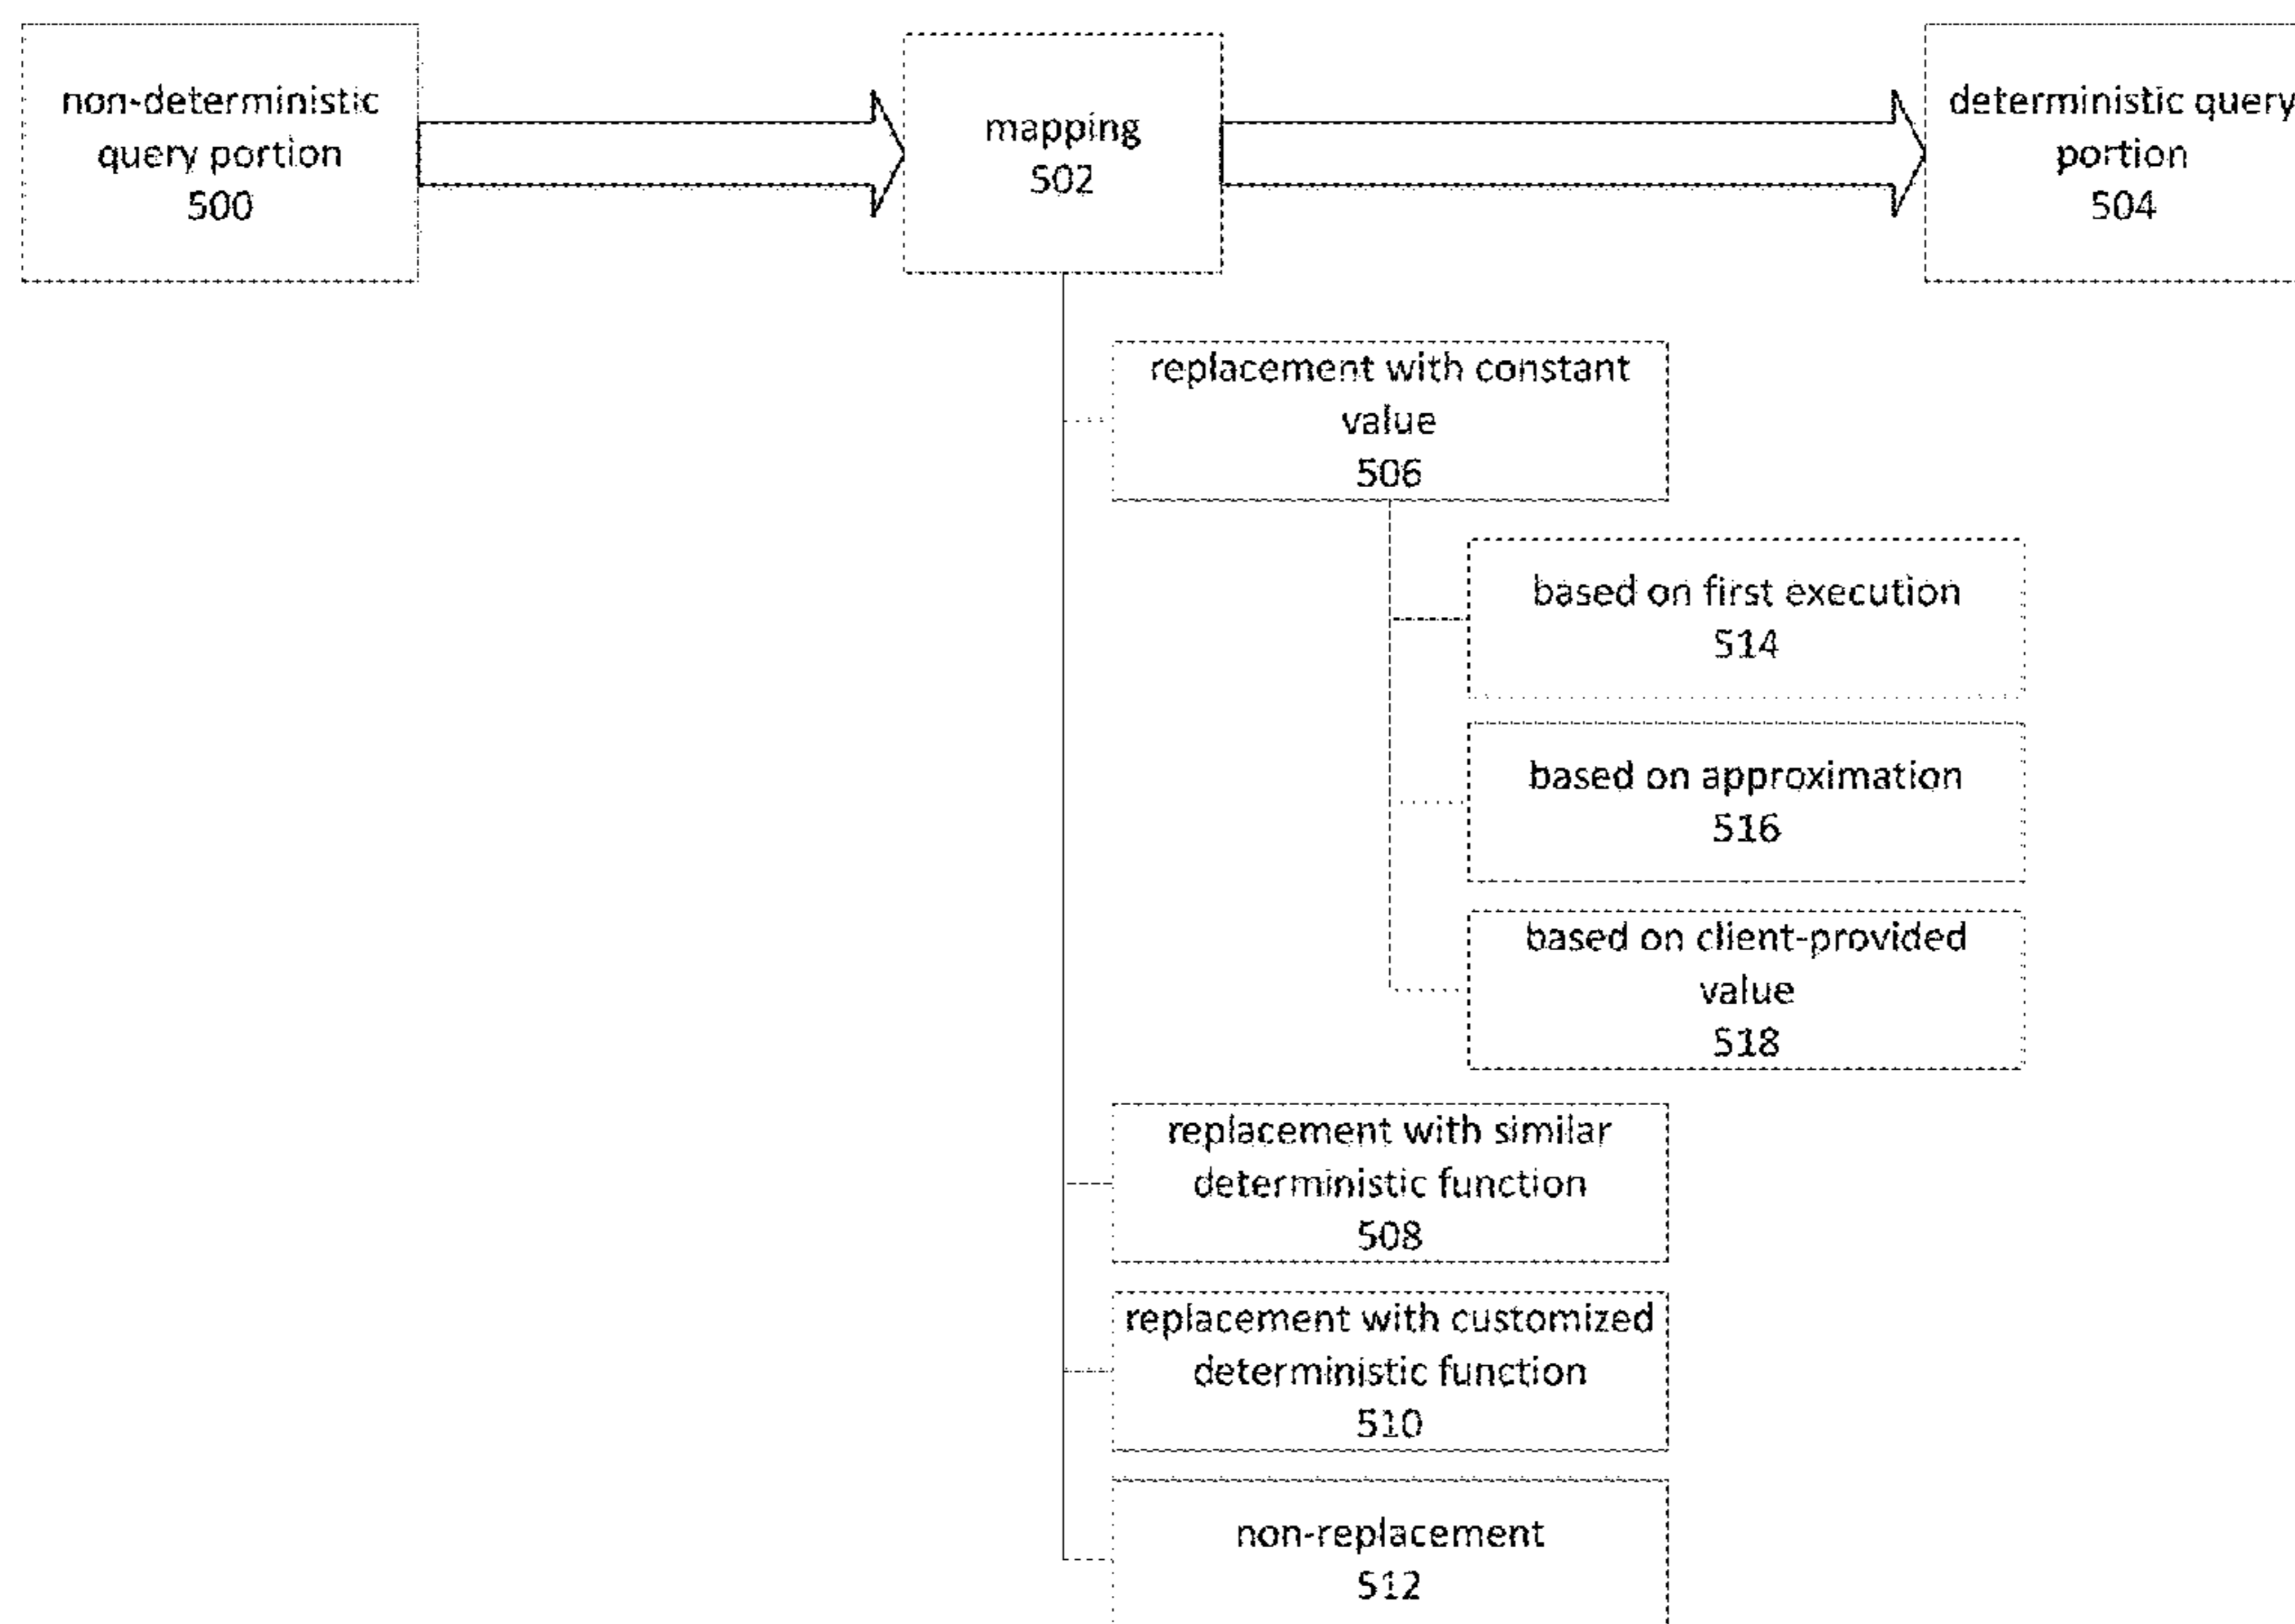 non-deterministic
query portion
500
mapping
502
deterministic query
portion
504
replacement with constant
value
506
based on first execution
514
based on approximation
516
based on client-provided
value
518
replacement with similar
deterministic function
508
replacement with customized
deterministic function
510
non-replacement
512